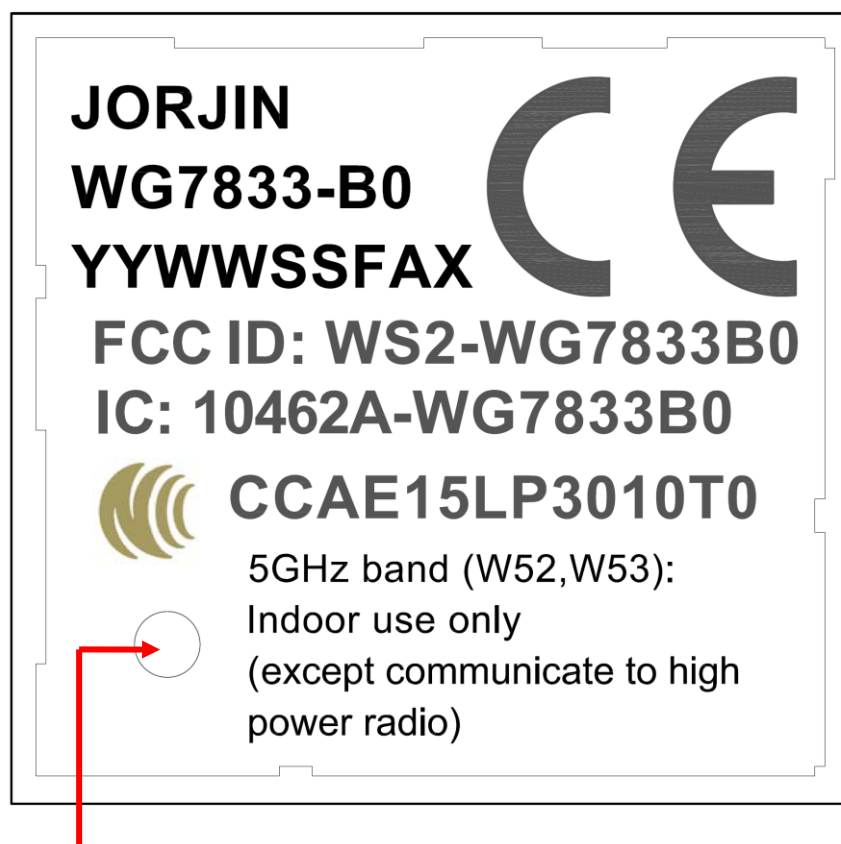 JORJIN
WG7833-B0
YYWWSSFAX
CE
FCC ID: WS2-WG7833B0
IC: 10462A-WG7833B0
NCC CCAE15LP3010T0
5GHz band (W52,W53):
Indoor use only
(except communicate to high
power radio)